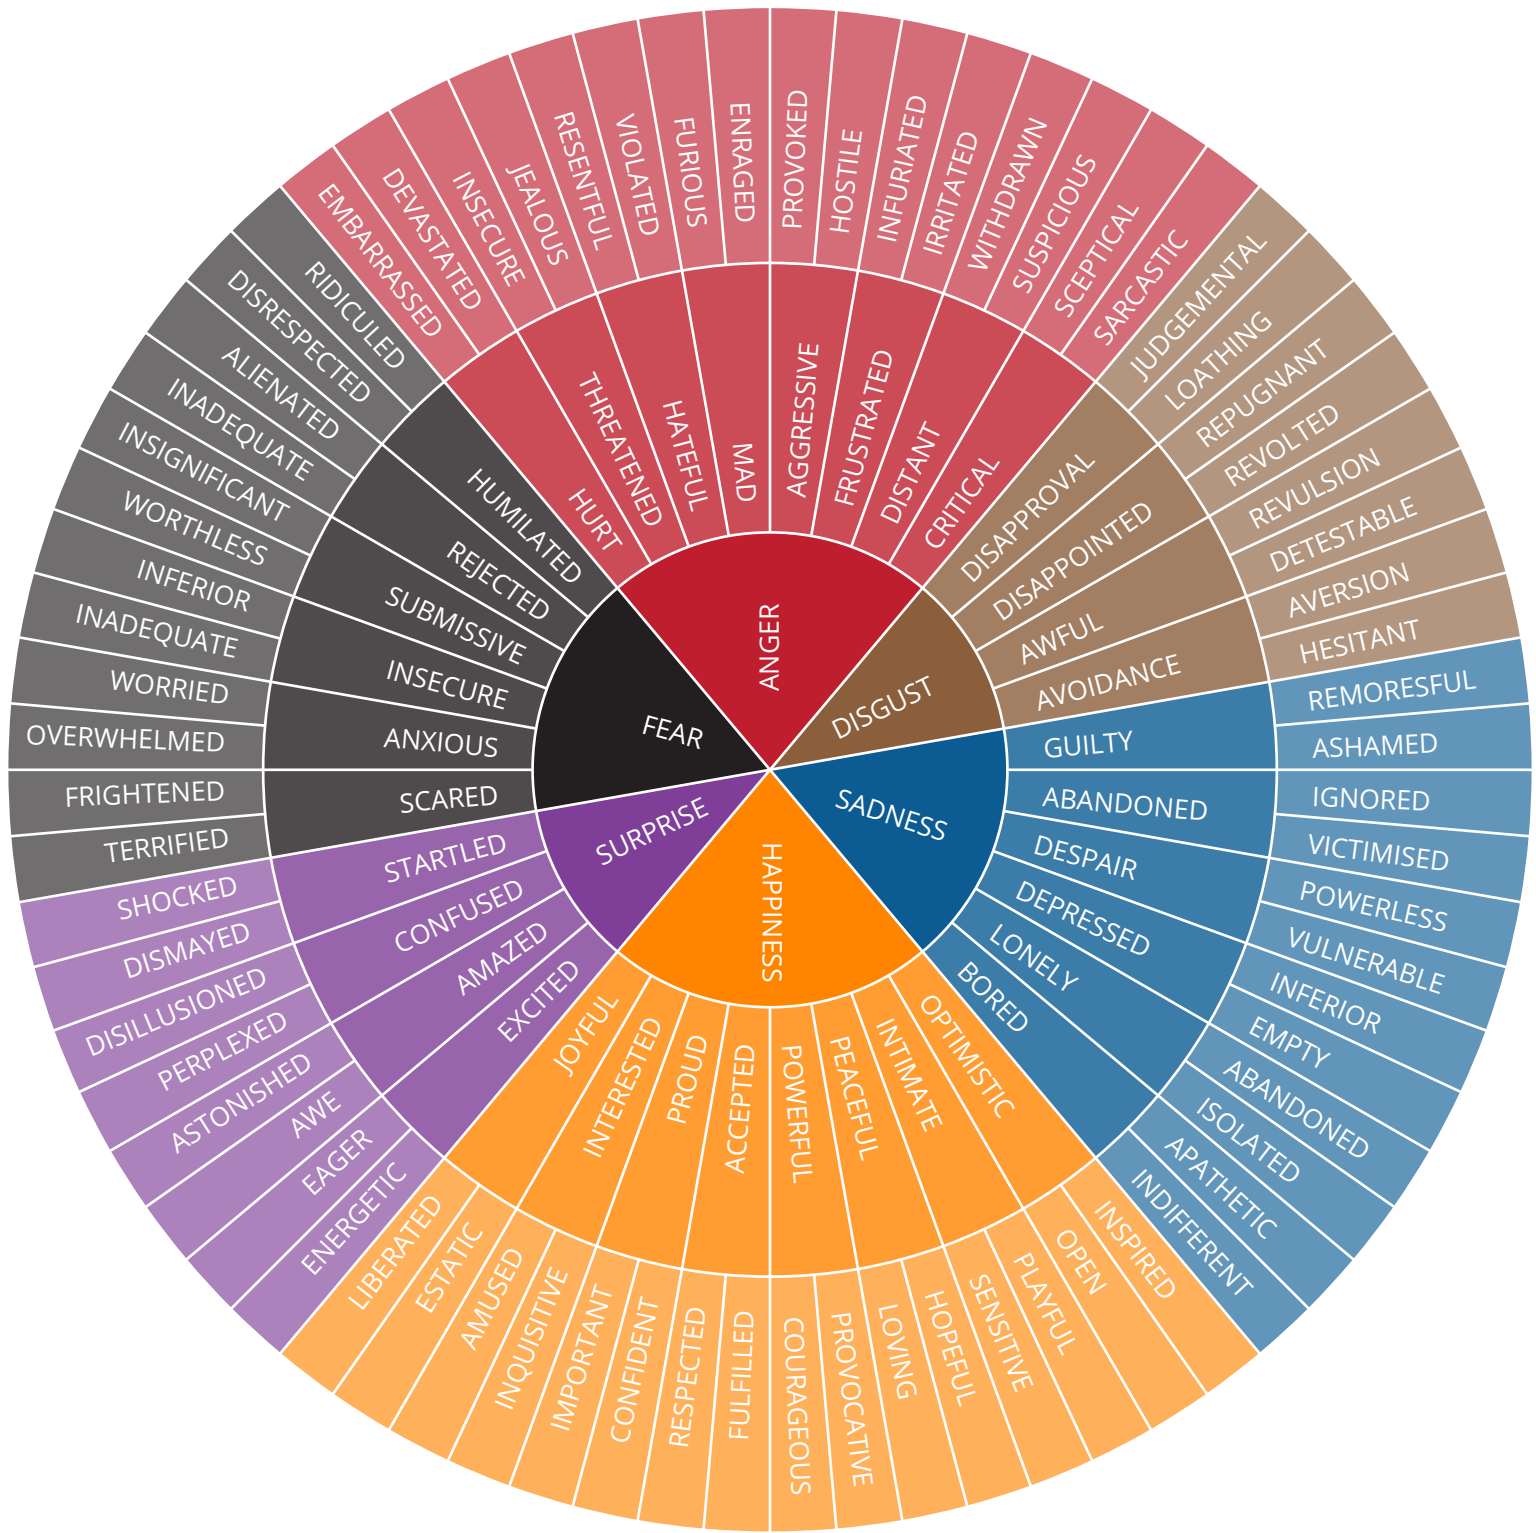 ANGER
HURT
EMBARRASSED
DEVASTATED
THREATENED
INSECURE
JEALOUS
HATEFUL
RESENTFUL
VIOLATED
MAD
FURIOUS
ENRAGED
AGGRESSIVE
PROVOKED
HOSTILE
FRUSTRATED
INFURIATED
IRRITATED
DISTANT
WITHDRAWN
SUSPICIOUS
CRITICAL
SCEPTICAL
SARCASTIC
DISGUST
DISAPPROVAL
JUDGEMENTAL
LOATHING
DISAPPOINTED
REPUGNANT
REVOLTED
AWFUL
REVULSION
DETESTABLE
AVOIDANCE
AVERSION
HESITANT
SADNESS
GUILTY
REMORESFUL
ASHAMED
ABANDONED
IGNORED
VICTIMISED
DESPAIR
POWERLESS
VULNERABLE
DEPRESSED
INFERIOR
EMPTY
LONELY
ABANDONED
ISOLATED
BORED
APATHETIC
INDIFFERENT
HAPPINESS
OPTIMISTIC
INSPIRED
OPEN
INTIMATE
PLAYFUL
SENSITIVE
PEACEFUL
HOPEFUL
LOVING
POWERFUL
PROVOCATIVE
COURAGEOUS
ACCEPTED
FULFILLED
RESPECTED
PROUD
CONFIDENT
IMPORTANT
INTERESTED
INQUISITIVE
AMUSED
JOYFUL
ESTATIC
LIBERATED
SURPRISE
EXCITED
ENERGETIC
EAGER
AMAZED
AWE
ASTONISHED
CONFUSED
PERPLEXED
DISILLUSIONED
STARTLED
DISMAYED
SHOCKED
FEAR
SCARED
TERRIFIED
FRIGHTENED
ANXIOUS
OVERWHELMED
WORRIED
INSECURE
INADEQUATE
INFERIOR
SUBMISSIVE
WORTHLESS
INSIGNIFICANT
REJECTED
INADEQUATE
ALIENATED
HUMILATED
DISRESPECTED
RIDICULED